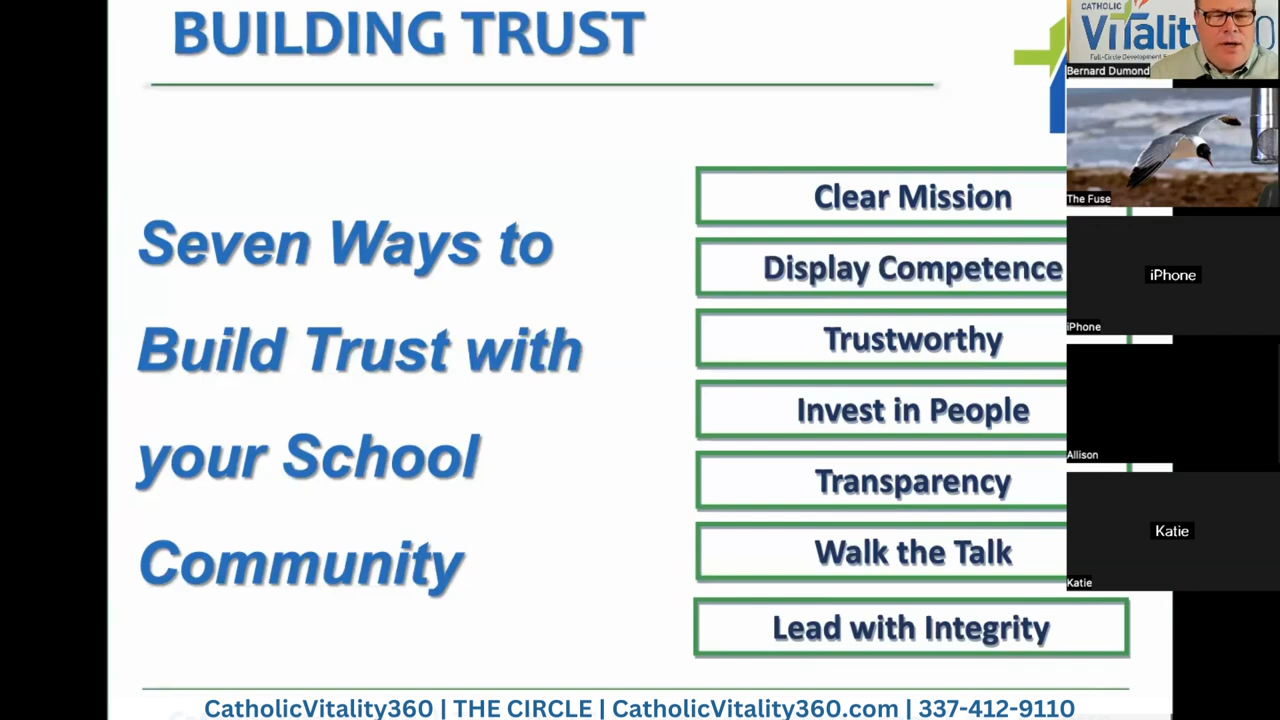 BUILDING TRUST
Seven Ways to
Build Trust with
your School
Community
Clear Mission
Display Competence
Trustworthy
Invest in People
Transparency
Walk the Talk
Lead with Integrity
CATHOLIC
Vitality360
Bernard Dumond
The Fuse
iPhone
iPhone
Allison
Katie
Katie
CatholicVitality360 | THE CIRCLE | CatholicVitality360.com | 337-412-9110